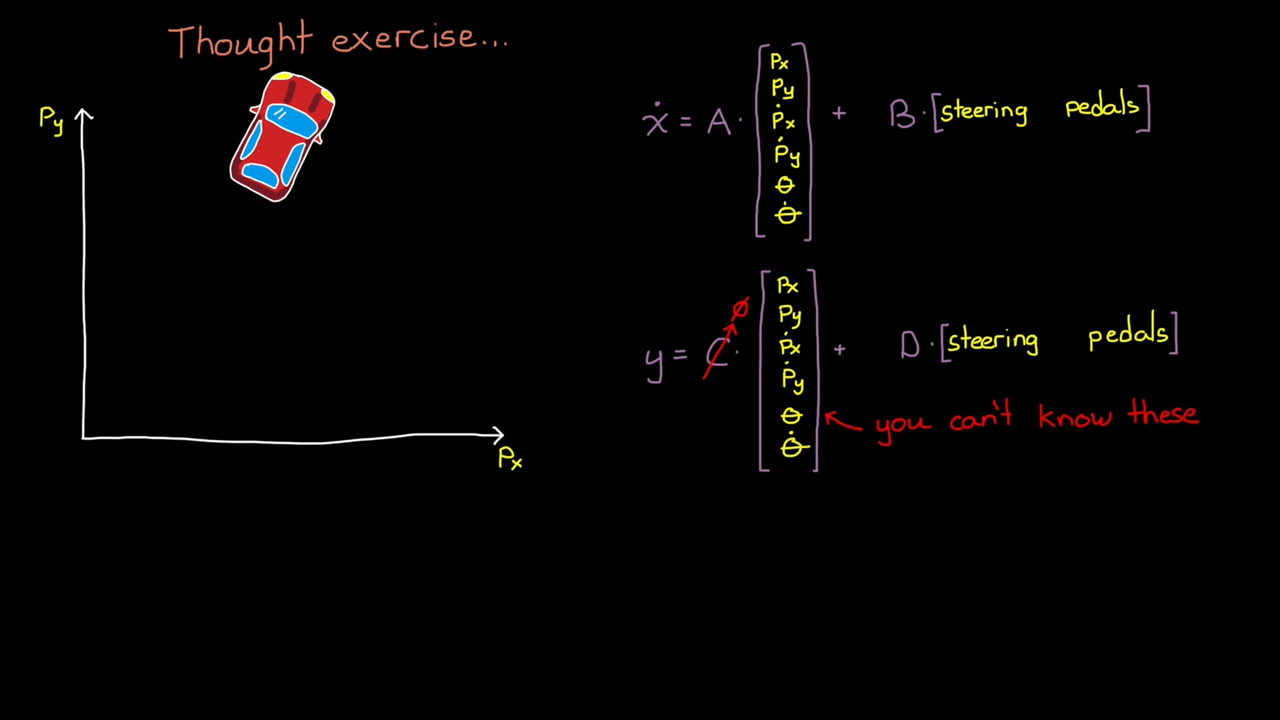 Thought exercise...
Py
Px
ẋ = A · [Px Py Ṗx Ṗy θ θ̇] + B · [steering pedals]
y = C · [Px Py Ṗx Ṗy θ θ̇] + D · [steering pedals]
0
you can't know these